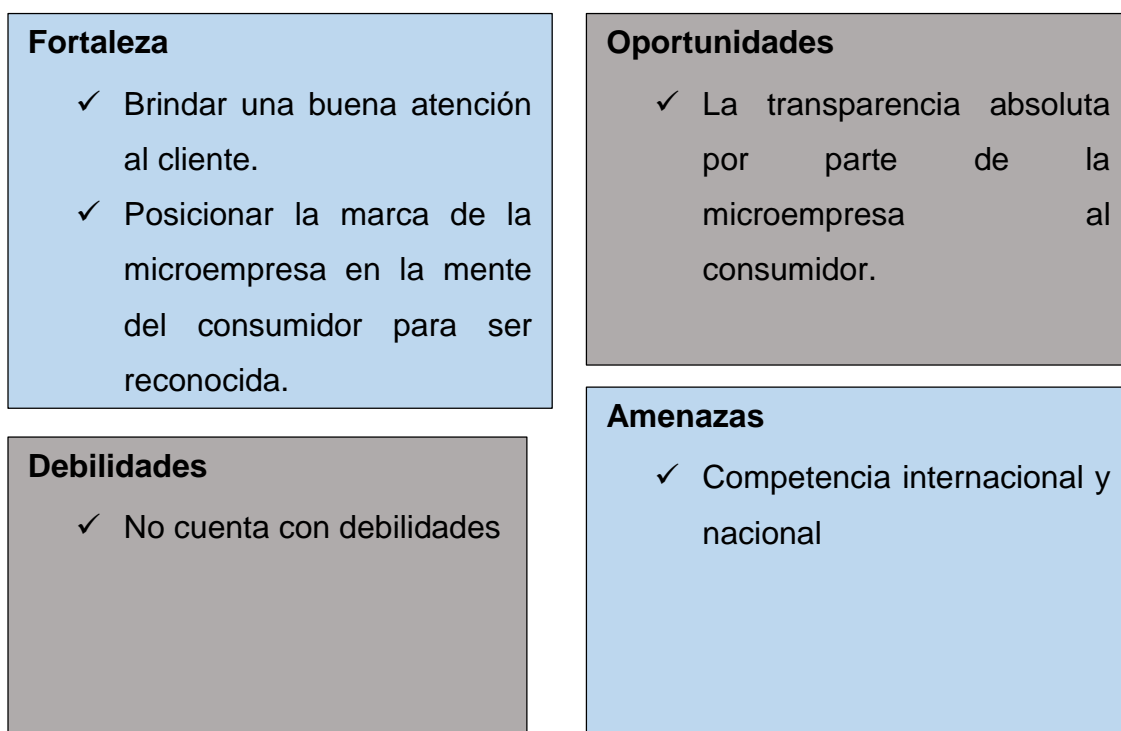 Fortaleza
✓ Brindar una buena atención
al cliente.
✓ Posicionar la marca de la
microempresa en la mente
del consumidor para ser
reconocida.
Oportunidades
✓ La transparencia absoluta
por parte de la
microempresa al
consumidor.
Debilidades
✓ No cuenta con debilidades
Amenazas
✓ Competencia internacional y
nacional